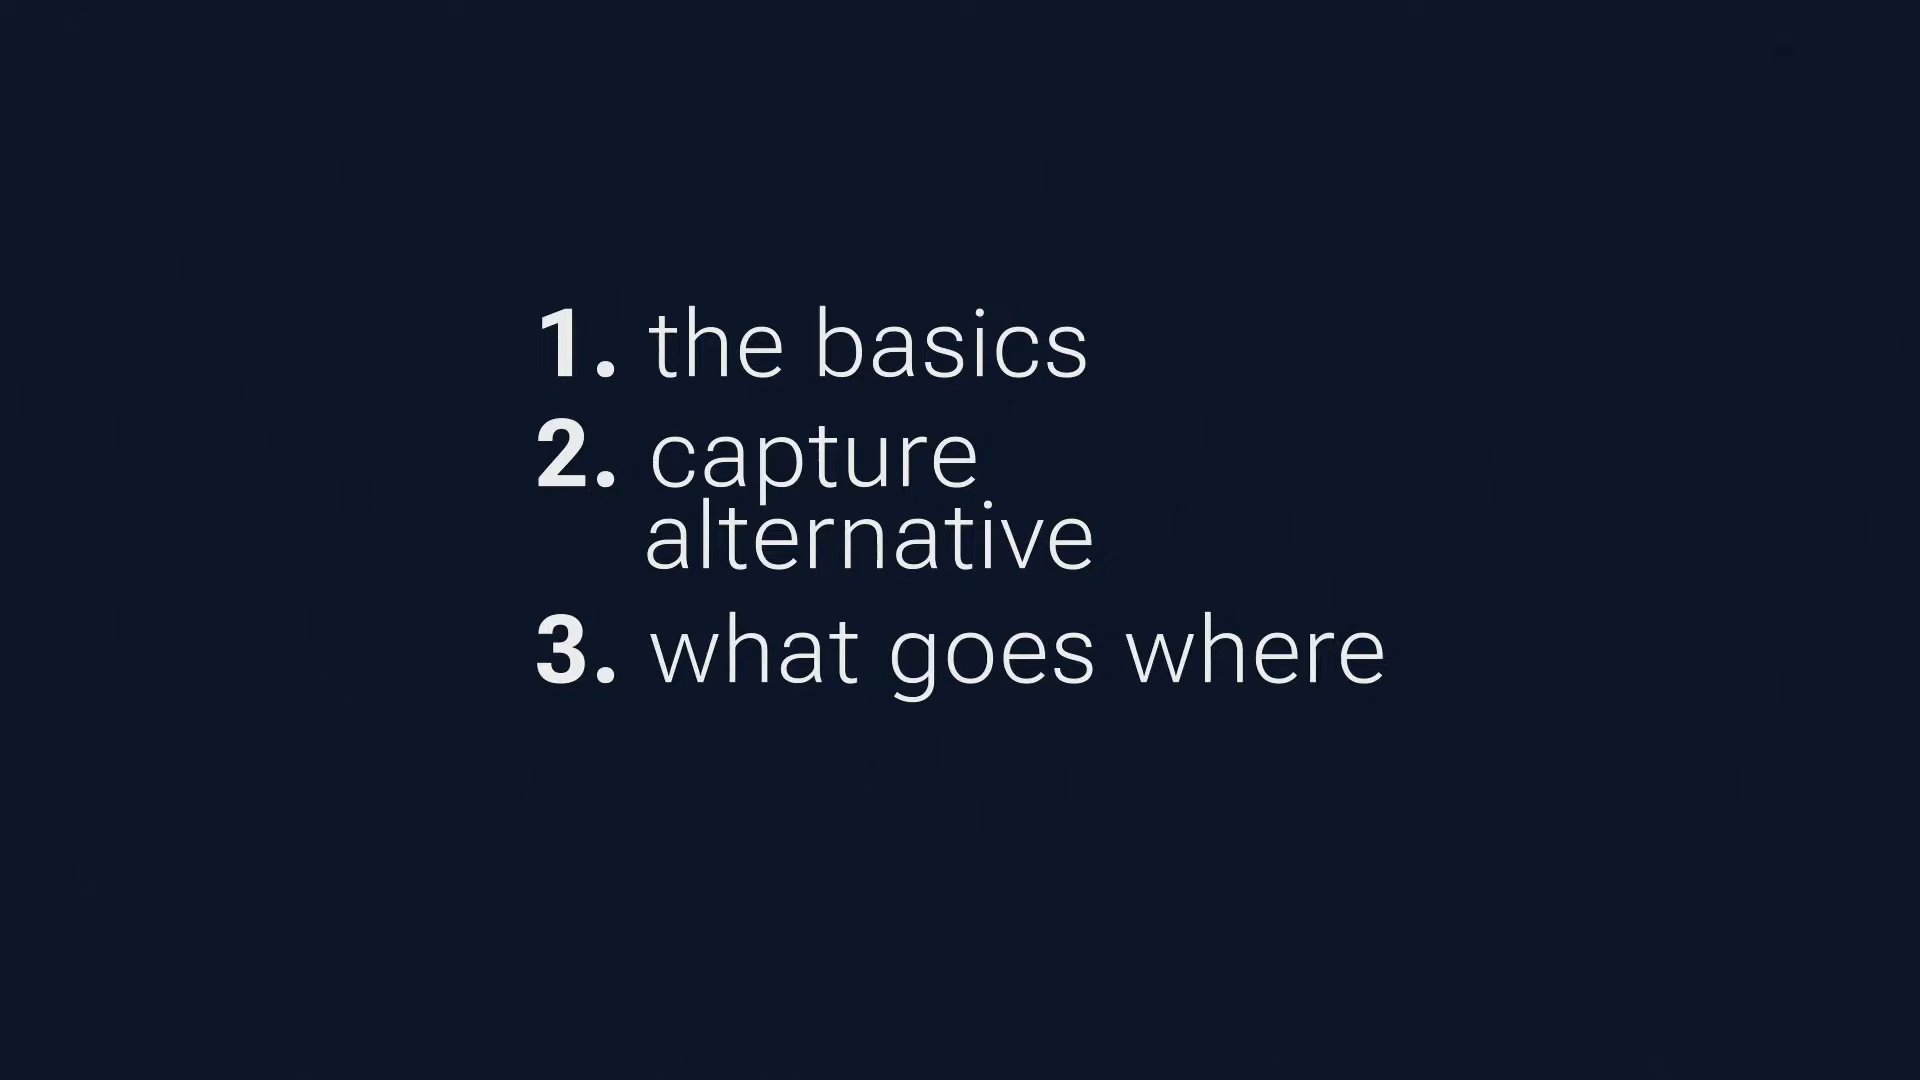 1. the basics
2. capture
alternative
3. what goes where